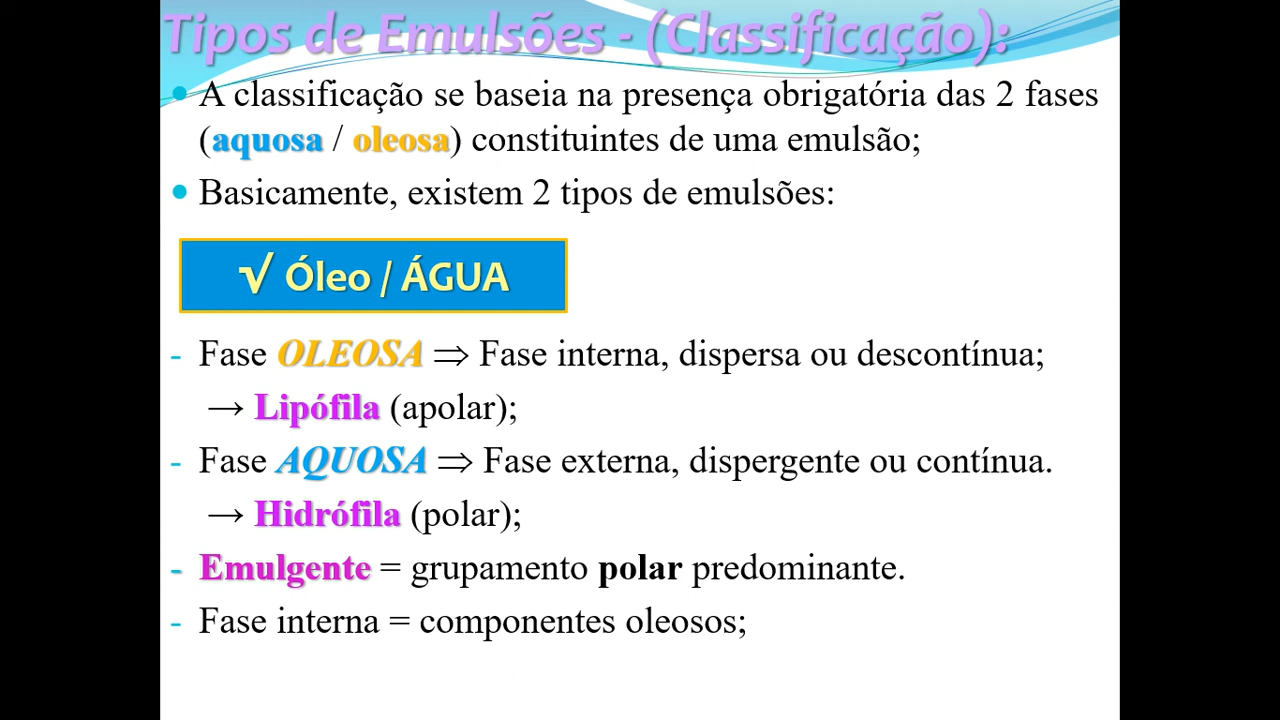 Tipos de Emulsões - (Classificação):
• A classificação se baseia na presença obrigatória das 2 fases
(aquosa / oleosa) constituintes de uma emulsão;
• Basicamente, existem 2 tipos de emulsões:
√ Óleo / ÁGUA
- Fase OLEOSA ⇒ Fase interna, dispersa ou descontínua;
→ Lipófila (apolar);
- Fase AQUOSA ⇒ Fase externa, dispergente ou contínua.
→ Hidrófila (polar);
- Emulgente = grupamento polar predominante.
- Fase interna = componentes oleosos;